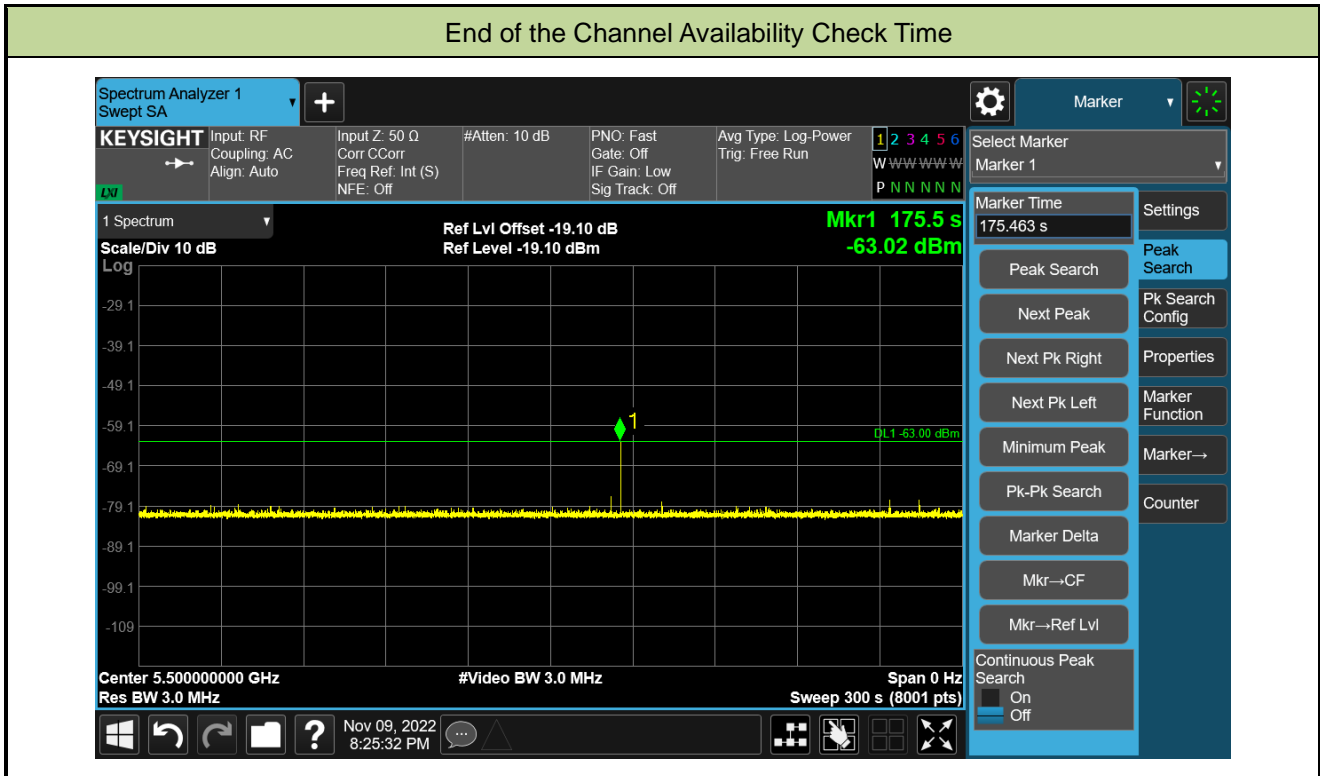 End of the Channel Availability Check Time
Spectrum Analyzer 1
Swept SA
+
Marker
KEYSIGHT
LXI
Input: RF
Coupling: AC
Align: Auto
Input Z: 50 Ω
Corr CCorr
Freq Ref: Int (S)
NFE: Off
#Atten: 10 dB
PNO: Fast
Gate: Off
IF Gain: Low
Sig Track: Off
Avg Type: Log-Power
Trig: Free Run
1 2 3 4 5 6
W W W W W W
P N N N N N
1 Spectrum
Scale/Div 10 dB
Log
Ref Lvl Offset -19.10 dB
Ref Level -19.10 dBm
Mkr1 175.5 s
-63.02 dBm
-29.1
-39.1
-49.1
-59.1
-69.1
-79.1
-89.1
-99.1
-109
1
DL1 -63.00 dBm
Center 5.500000000 GHz
Res BW 3.0 MHz
#Video BW 3.0 MHz
Span 0 Hz
Sweep 300 s (8001 pts)
Select Marker
Marker 1
Marker Time
175.463 s
Peak Search
Next Peak
Next Pk Right
Next Pk Left
Minimum Peak
Pk-Pk Search
Marker Delta
Mkr→CF
Mkr→Ref Lvl
Continuous Peak
Search
On
Off
Settings
Peak
Search
Pk Search
Config
Properties
Marker
Function
Marker→
Counter
?
Nov 09, 2022
8:25:32 PM